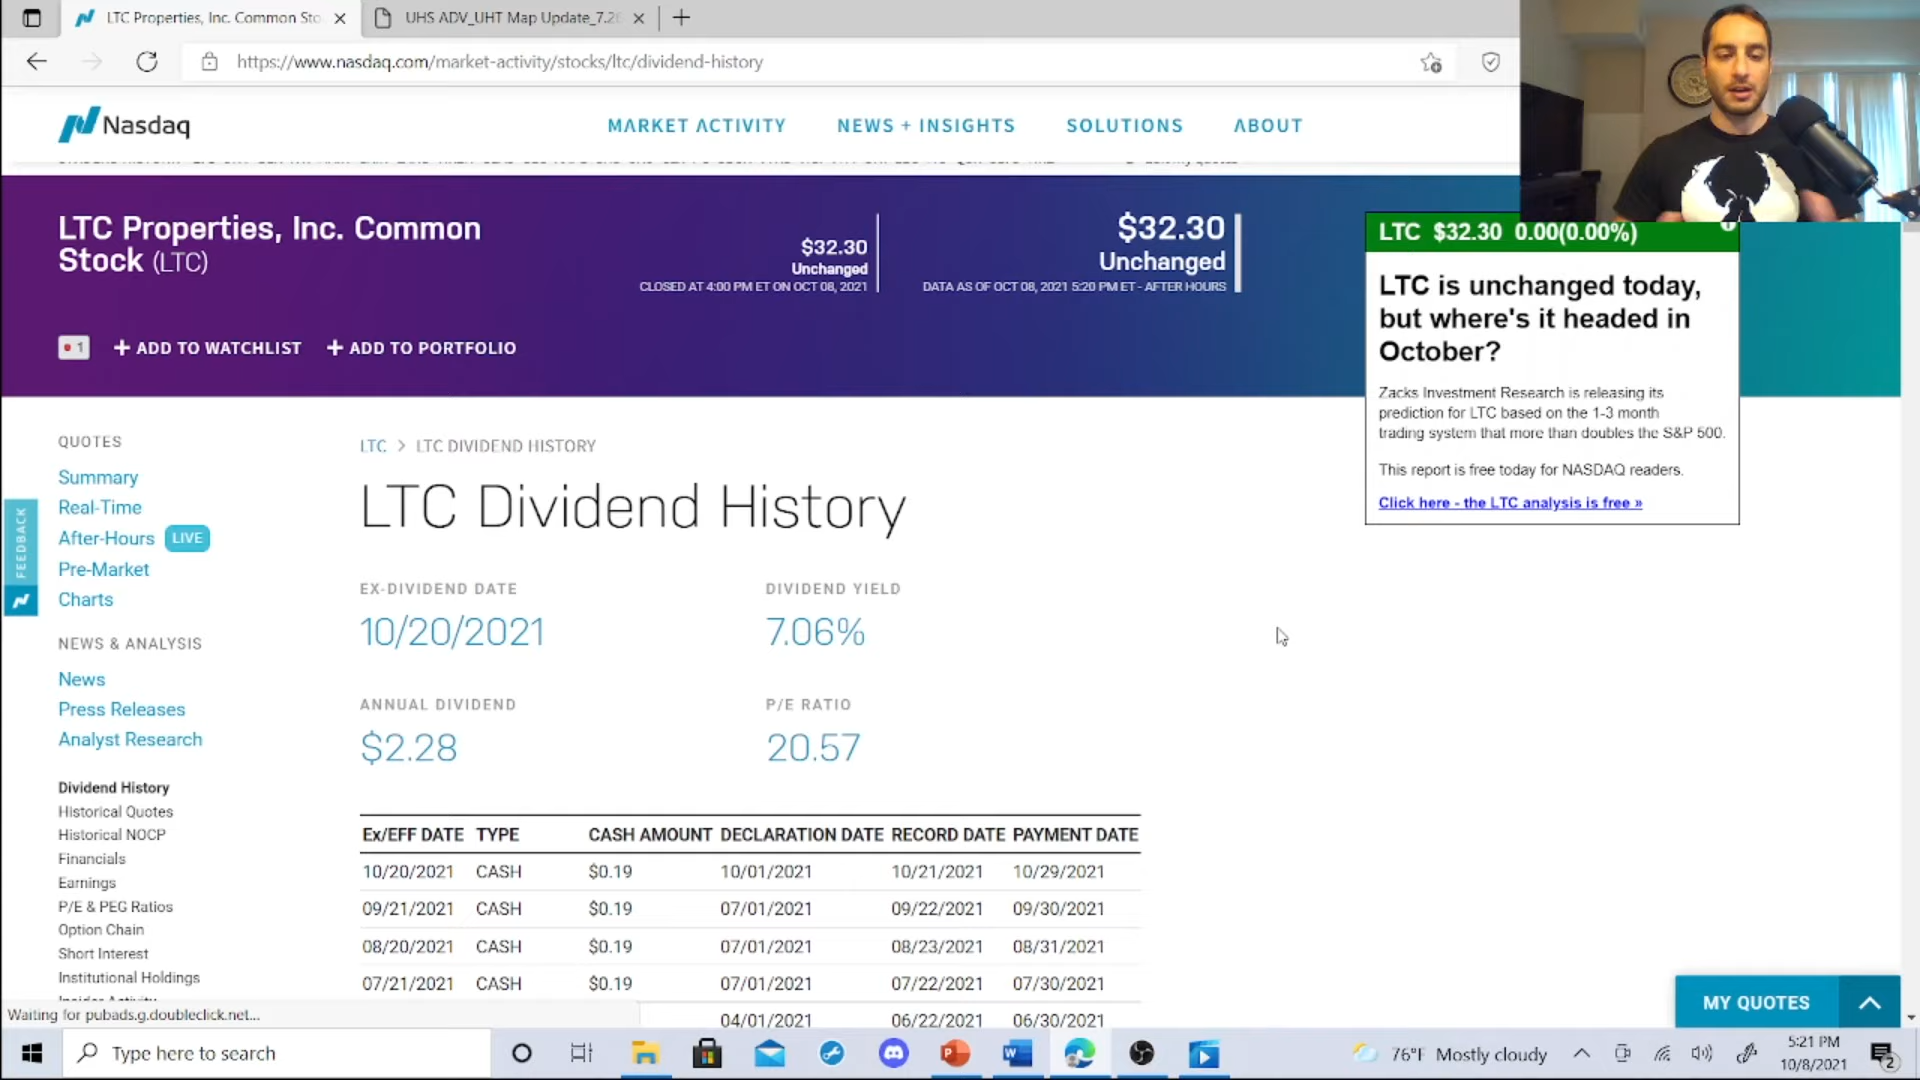 LTC Properties, Inc. Common Sto
UHS ADV_UHT Map Update_7.26
https://www.nasdaq.com/market-activity/stocks/ltc/dividend-history
Nasdaq
MARKET ACTIVITY
NEWS + INSIGHTS
SOLUTIONS
ABOUT
LTC Properties, Inc. Common
Stock (LTC)
$32.30
Unchanged
CLOSED AT 4:00 PM ET ON OCT 08, 2021
$32.30
Unchanged
DATA AS OF OCT 08, 2021 5:20 PM ET - AFTER HOURS
1
+ ADD TO WATCHLIST
+ ADD TO PORTFOLIO
LTC $32.30 0.00(0.00%)
LTC is unchanged today,
but where's it headed in
October?
Zacks Investment Research is releasing its
prediction for LTC based on the 1-3 month
trading system that more than doubles the S&P 500.
This report is free today for NASDAQ readers.
Click here - the LTC analysis is free »
FEEDBACK
QUOTES
Summary
Real-Time
After-Hours LIVE
Pre-Market
Charts
NEWS & ANALYSIS
News
Press Releases
Analyst Research
Dividend History
Historical Quotes
Historical NOCP
Financials
Earnings
P/E & PEG Ratios
Option Chain
Short Interest
Institutional Holdings
LTC > LTC DIVIDEND HISTORY
LTC Dividend History
EX-DIVIDEND DATE
10/20/2021
DIVIDEND YIELD
7.06%
ANNUAL DIVIDEND
$2.28
P/E RATIO
20.57
Ex/EFF DATE TYPE CASH AMOUNT DECLARATION DATE RECORD DATE PAYMENT DATE
10/20/2021 CASH $0.19 10/01/2021 10/21/2021 10/29/2021
09/21/2021 CASH $0.19 07/01/2021 09/22/2021 09/30/2021
08/20/2021 CASH $0.19 07/01/2021 08/23/2021 08/31/2021
07/21/2021 CASH $0.19 07/01/2021 07/22/2021 07/30/2021
04/01/2021 06/22/2021 06/30/2021
MY QUOTES
Waiting for pubads.g.doubleclick.net...
Type here to search
76°F Mostly cloudy
5:21 PM
10/8/2021
2